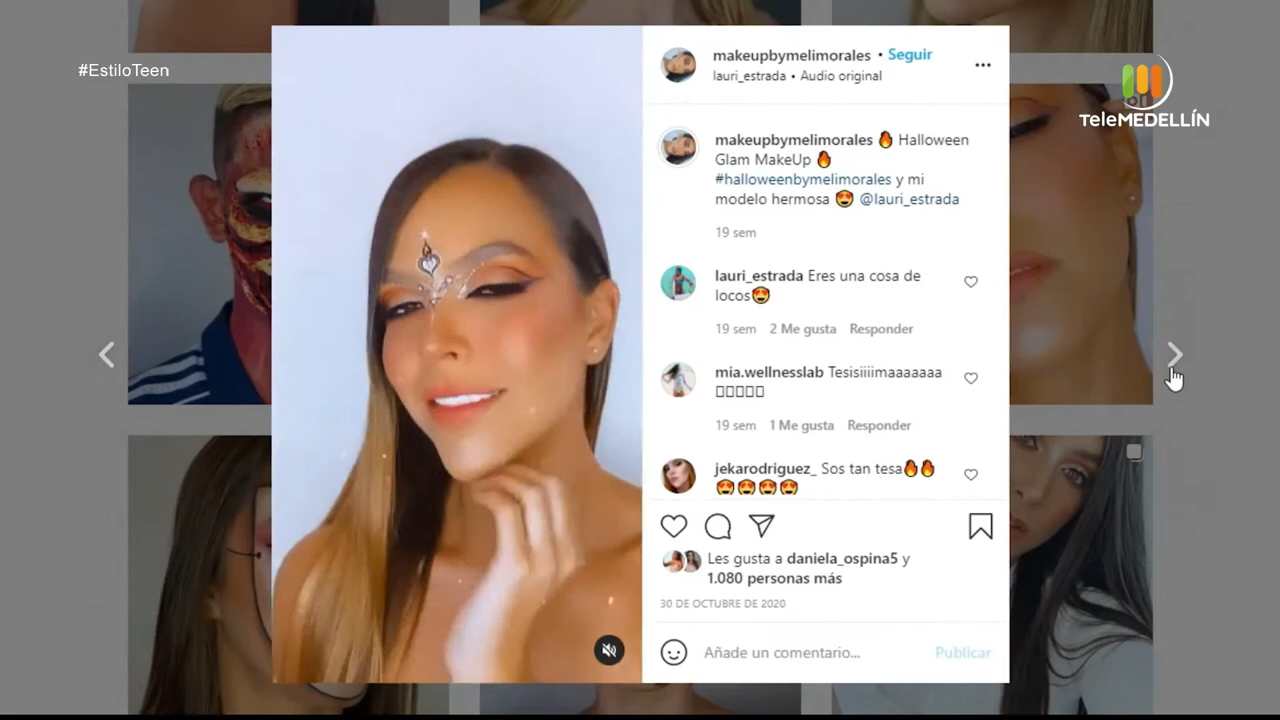 #EstiloTeen
TeleMEDELLÍN
makeupbymelimorales • Seguir
lauri_estrada • Audio original
makeupbymelimorales 🔥 Halloween
Glam MakeUp 🔥
#halloweenbymelimorales y mi
modelo hermosa 😍 @lauri_estrada
19 sem
lauri_estrada Eres una cosa de
locos😍
19 sem 2 Me gusta Responder
mia.wellnesslab Tesisiiiimaaaaaaa
▯▯▯▯▯
19 sem 1 Me gusta Responder
jekarodriguez_ Sos tan tesa🔥🔥
😍😍😍😍
Les gusta a daniela_ospina5 y
1.080 personas más
30 DE OCTUBRE DE 2020
Añade un comentario... Publicar